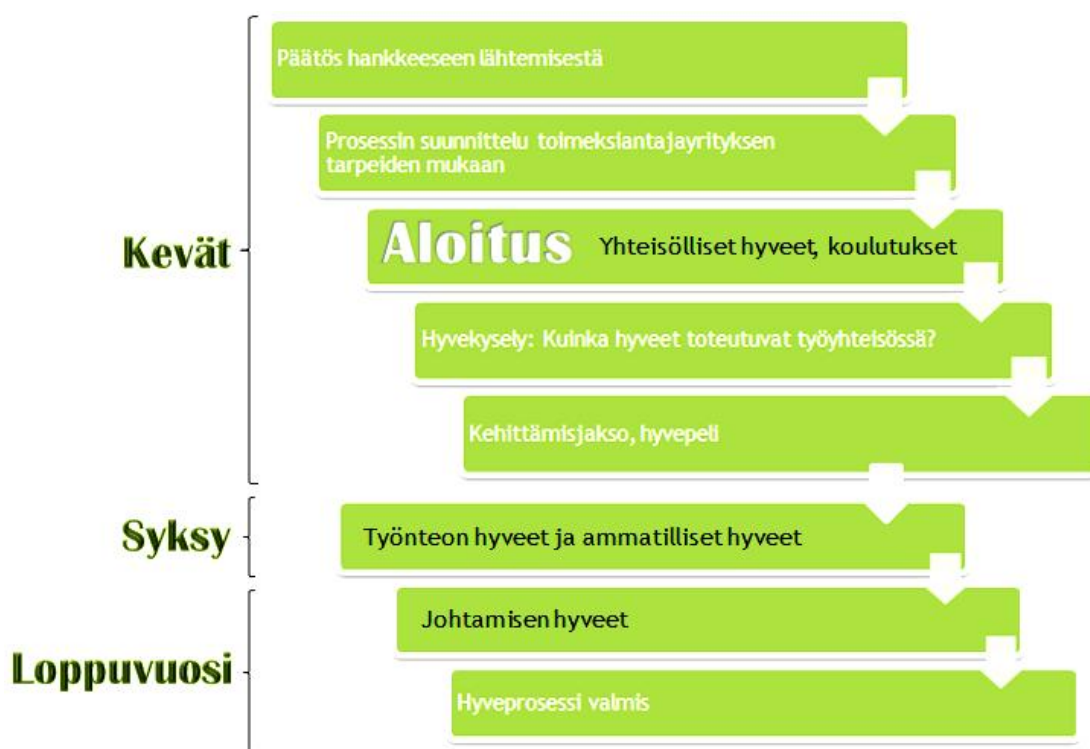 Päätös hankkeeseen lähtemisestä
Prosessin suunnittelu toimeksiantajayrityksen
tarpeiden mukaan
Kevät
Aloitus Yhteisölliset hyveet, koulutukset
Hyvekysely: Kuinka hyveet toteutuvat työyhteisössä?
Kehittämisjakso, hyvepeli
Syksy
Työnteon hyveet ja ammatilliset hyveet
Loppuvuosi
Johtamisen hyveet
Hyveprosessi valmis